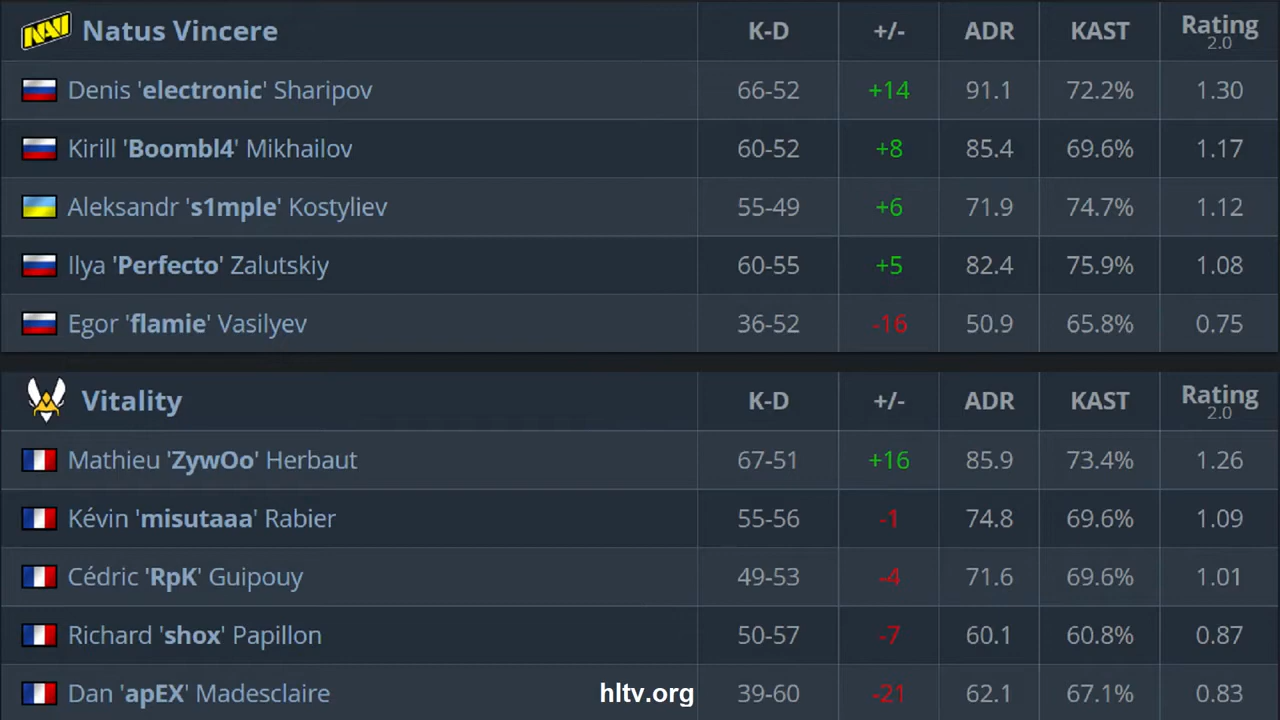 NAVI Natus Vincere K-D +/- ADR KAST Rating 2.0
Denis 'electronic' Sharipov 66-52 +14 91.1 72.2% 1.30
Kirill 'Boombl4' Mikhailov 60-52 +8 85.4 69.6% 1.17
Aleksandr 's1mple' Kostyliev 55-49 +6 71.9 74.7% 1.12
Ilya 'Perfecto' Zalutskiy 60-55 +5 82.4 75.9% 1.08
Egor 'flamie' Vasilyev 36-52 -16 50.9 65.8% 0.75
Vitality K-D +/- ADR KAST Rating 2.0
Mathieu 'ZywOo' Herbaut 67-51 +16 85.9 73.4% 1.26
Kévin 'misutaaa' Rabier 55-56 -1 74.8 69.6% 1.09
Cédric 'RpK' Guipouy 49-53 -4 71.6 69.6% 1.01
Richard 'shox' Papillon 50-57 -7 60.1 60.8% 0.87
Dan 'apEX' Madesclaire hltv.org 39-60 -21 62.1 67.1% 0.83